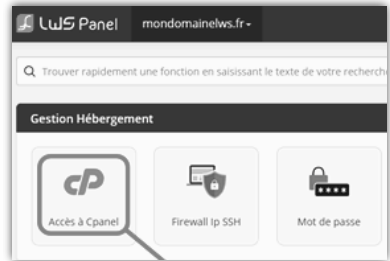 LWS Panel mondomainelws.fr
Trouver rapidement une fonction en saisissant le texte de votre recherch
Gestion Hébergement
cP
Accès à Cpanel Firewall Ip SSH Mot de passe